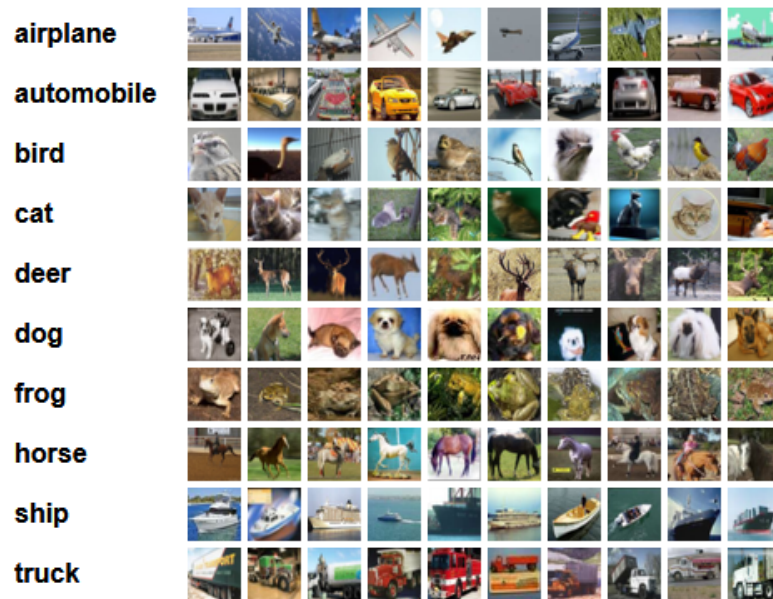 airplane
automobile
bird
cat
deer
dog
frog
horse
ship
truck